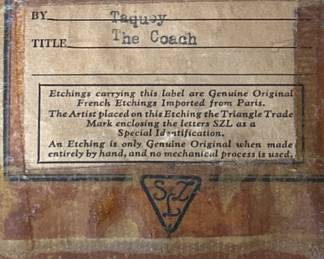 BY Taquoy
TITLE The Coach
Etchings carrying this label are Genuine Original
French Etchings Imported from Paris.
The Artist placed on this Etching the Triangle Trade
Mark enclosing the letters SZL as a
Special Identification.
An Etching is only Genuine Original when made
entirely by hand, and no mechanical process is used.
SZL